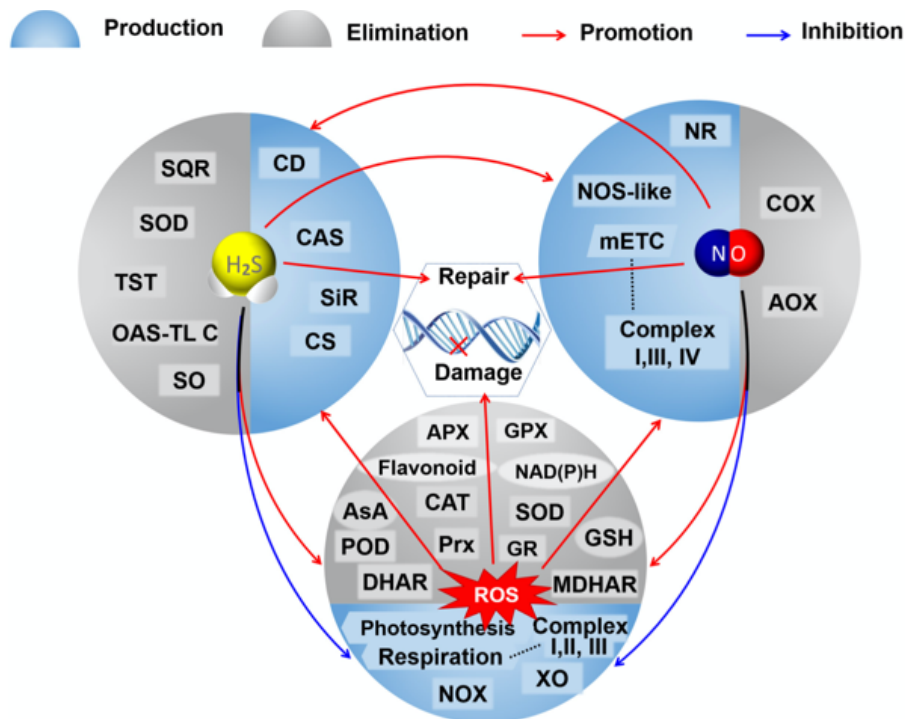 Production
Elimination
Promotion
Inhibition
SQR
SOD
TST
OAS-TL C
SO
H₂S
CD
CAS
SiR
CS
Repair
Damage
NR
NOS-like
mETC
Complex
I,III, IV
NO
COX
AOX
APX
GPX
Flavonoid
NAD(P)H
AsA
CAT
SOD
GSH
POD
Prx
GR
DHAR
ROS
MDHAR
Photosynthesis
Complex
I,II, III
Respiration
NOX
XO